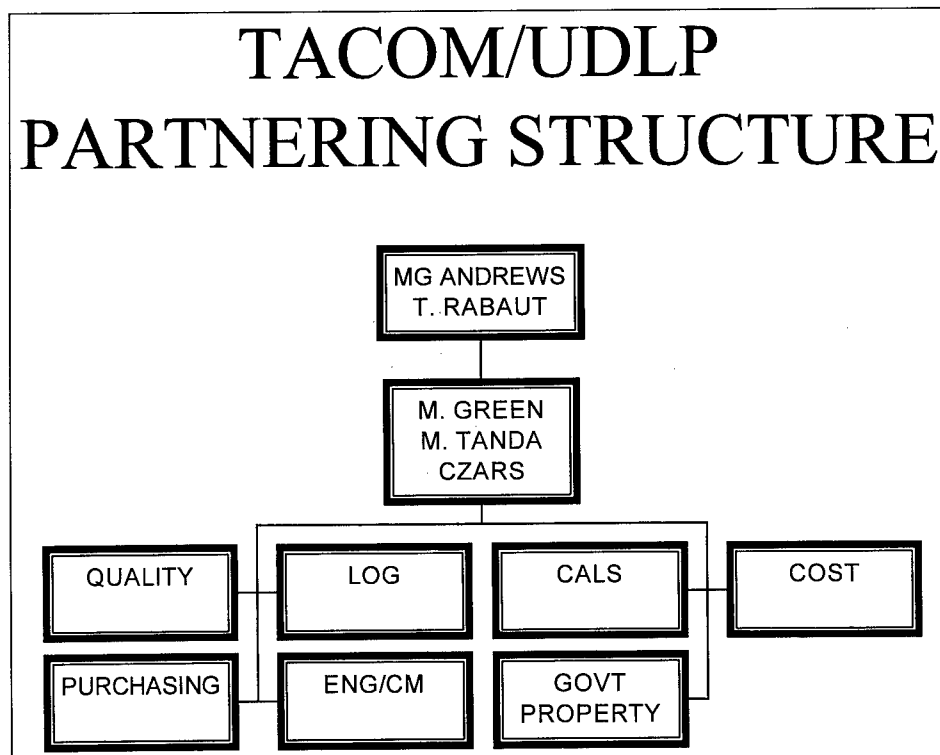 TACOM/UDLP
PARTNERING STRUCTURE
MG ANDREWS
T. RABAUT
M. GREEN
M. TANDA
CZARS
QUALITY
LOG
CALS
COST
PURCHASING
ENG/CM
GOVT
PROPERTY